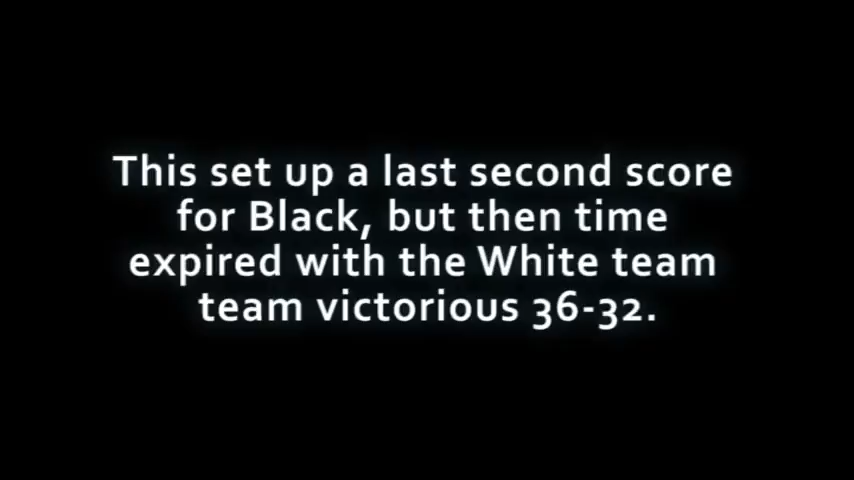 This set up a last second score
for Black, but then time
expired with the White team
team victorious 36-32.